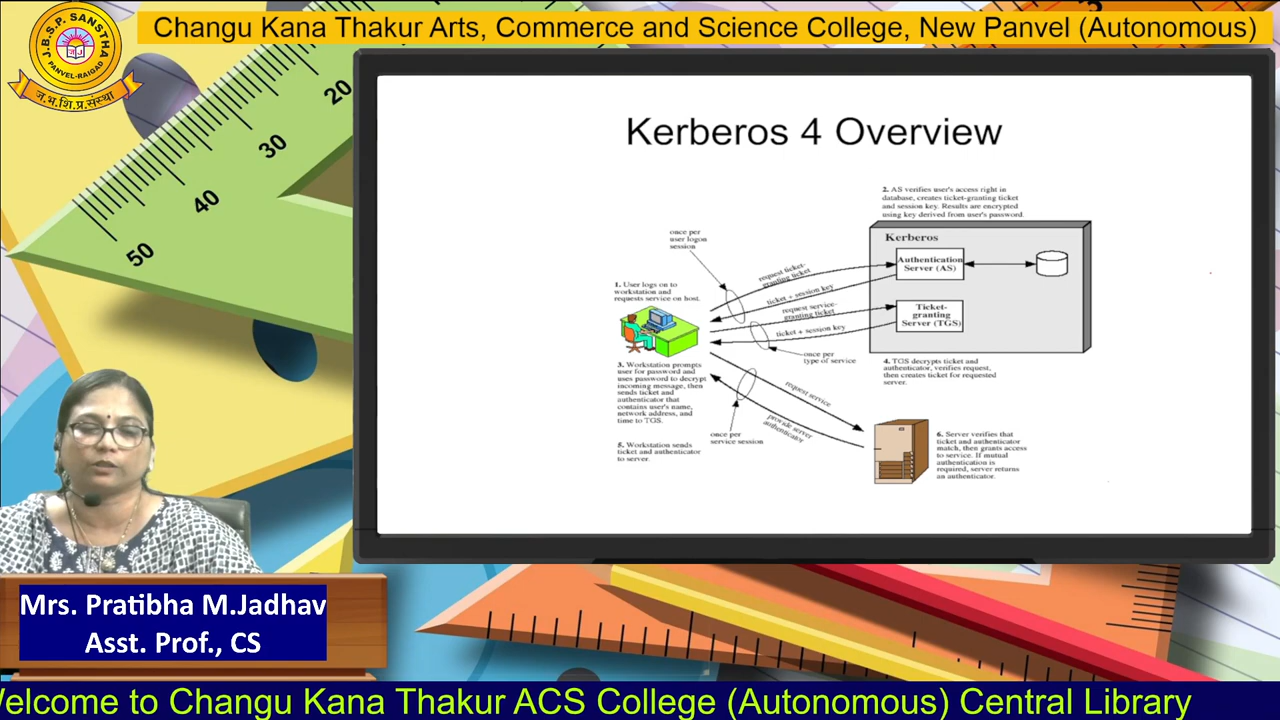 Changu Kana Thakur Arts, Commerce and Science College, New Panvel (Autonomous)
J.B.S.P. SANSTHA
PANVEL-RAIGAD
ज.भ.शि.प्र.संस्था
20
30
40
50
Kerberos 4 Overview
2. AS verifies user's access right in
database, creates ticket-granting ticket
and session key. Results are encrypted
using key derived from user's password.
once per
user logon
session
Kerberos
Authentication
Server (AS)
request ticket-
granting ticket
ticket + session key
1. User logs on to
workstation and
requests service on host.
request service-
granting ticket
Ticket-
granting
Server (TGS)
ticket + session key
once per
type of service
3. Workstation prompts
user for password and
uses password to decrypt
incoming message, then
sends ticket and
authenticator that
contains user's name,
network address, and
time to TGS.
4. TGS decrypts ticket and
authenticator, verifies request,
then creates ticket for requested
server.
request service
provide server
authenticator
once per
service session
5. Workstation sends
ticket and authenticator
to server.
6. Server verifies that
ticket and authenticator
match, then grants access
to service. If mutual
authentication is
required, server returns
an authenticator.
Mrs. Pratibha M.Jadhav
Asst. Prof., CS
Welcome to Changu Kana Thakur ACS College (Autonomous) Central Library